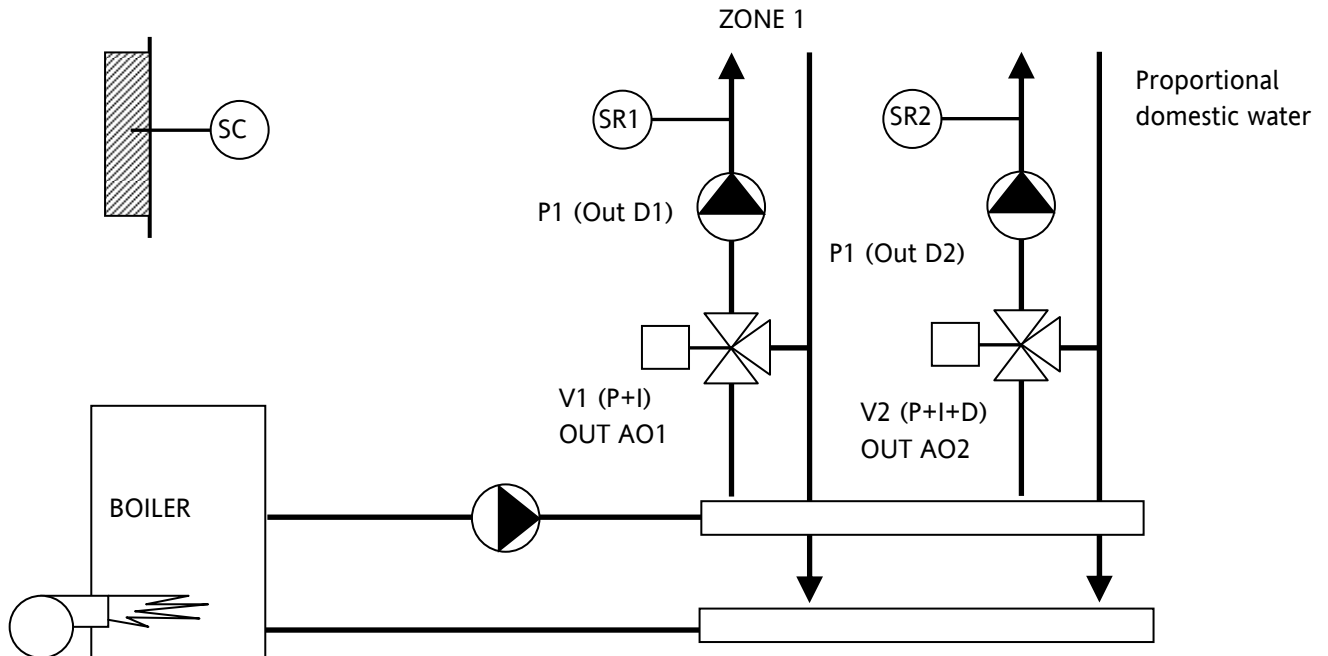 ZONE 1
Proportional
domestic water
SC
SR1
SR2
P1 (Out D1)
P1 (Out D2)
V1 (P+I)
OUT AO1
V2 (P+I+D)
OUT AO2
BOILER